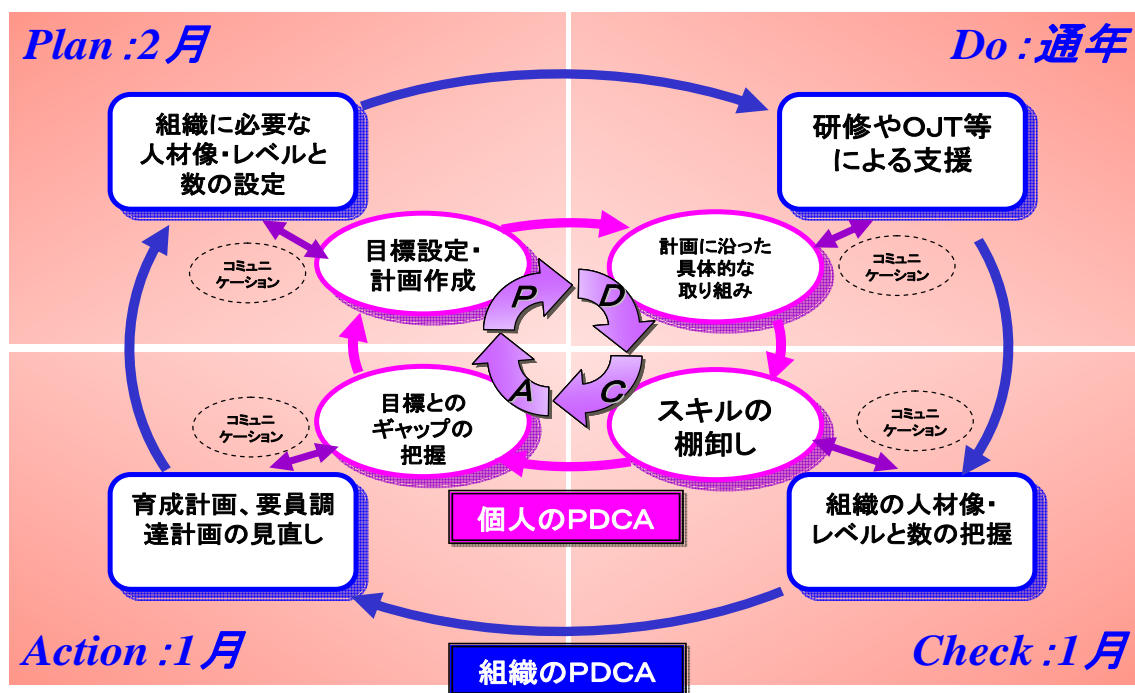 Plan :2月
Do :通年
組織に必要な
人材像・レベルと
数の設定
研修やOJT等
による支援
コミュニ
ケーション
目標設定・
計画作成
計画に沿った
具体的な
取り組み
コミュニ
ケーション
P
D
A
C
コミュニ
ケーション
目標との
ギャップの
把握
スキルの
棚卸し
コミュニ
ケーション
育成計画、要員調
達計画の見直し
個人のPDCA
組織の人材像・
レベルと数の把握
Action :1月
組織のPDCA
Check :1月